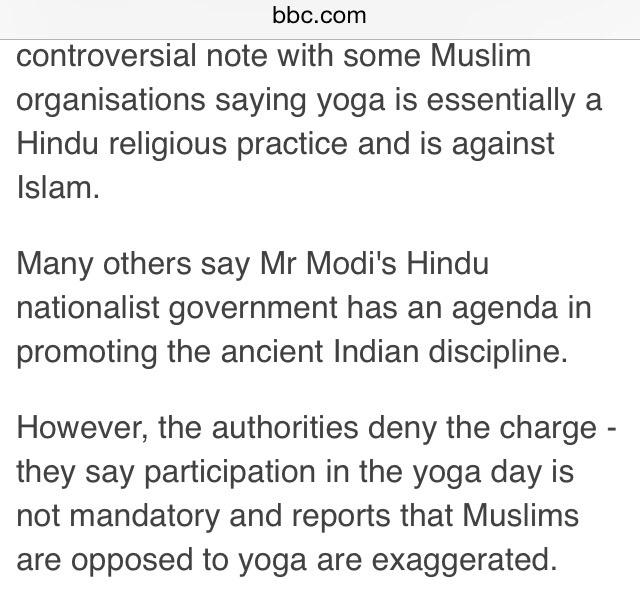 bbc.com
controversial note with some Muslim
organisations saying yoga is essentially a
Hindu religious practice and is against
Islam.
Many others say Mr Modi's Hindu
nationalist government has an agenda in
promoting the ancient Indian discipline.
However, the authorities deny the charge -
they say participation in the yoga day is
not mandatory and reports that Muslims
are opposed to yoga are exaggerated.